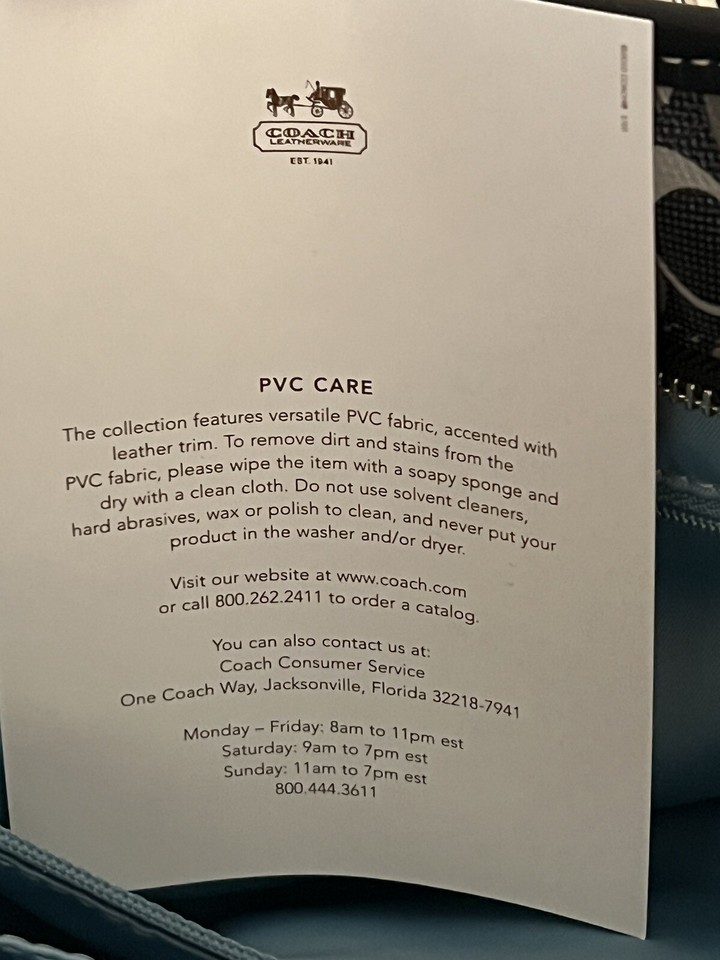 COACH
LEATHERWARE
EST. 1941
PVC CARE
The collection features versatile PVC fabric, accented with
leather trim. To remove dirt and stains from the
PVC fabric, please wipe the item with a soapy sponge and
dry with a clean cloth. Do not use solvent cleaners,
hard abrasives, wax or polish to clean, and never put your
product in the washer and/or dryer.
Visit our website at www.coach.com
or call 800.262.2411 to order a catalog.
You can also contact us at:
Coach Consumer Service
One Coach Way, Jacksonville, Florida 32218-7941
Monday – Friday: 8am to 11pm est
Saturday: 9am to 7pm est
Sunday: 11am to 7pm est
800.444.3611